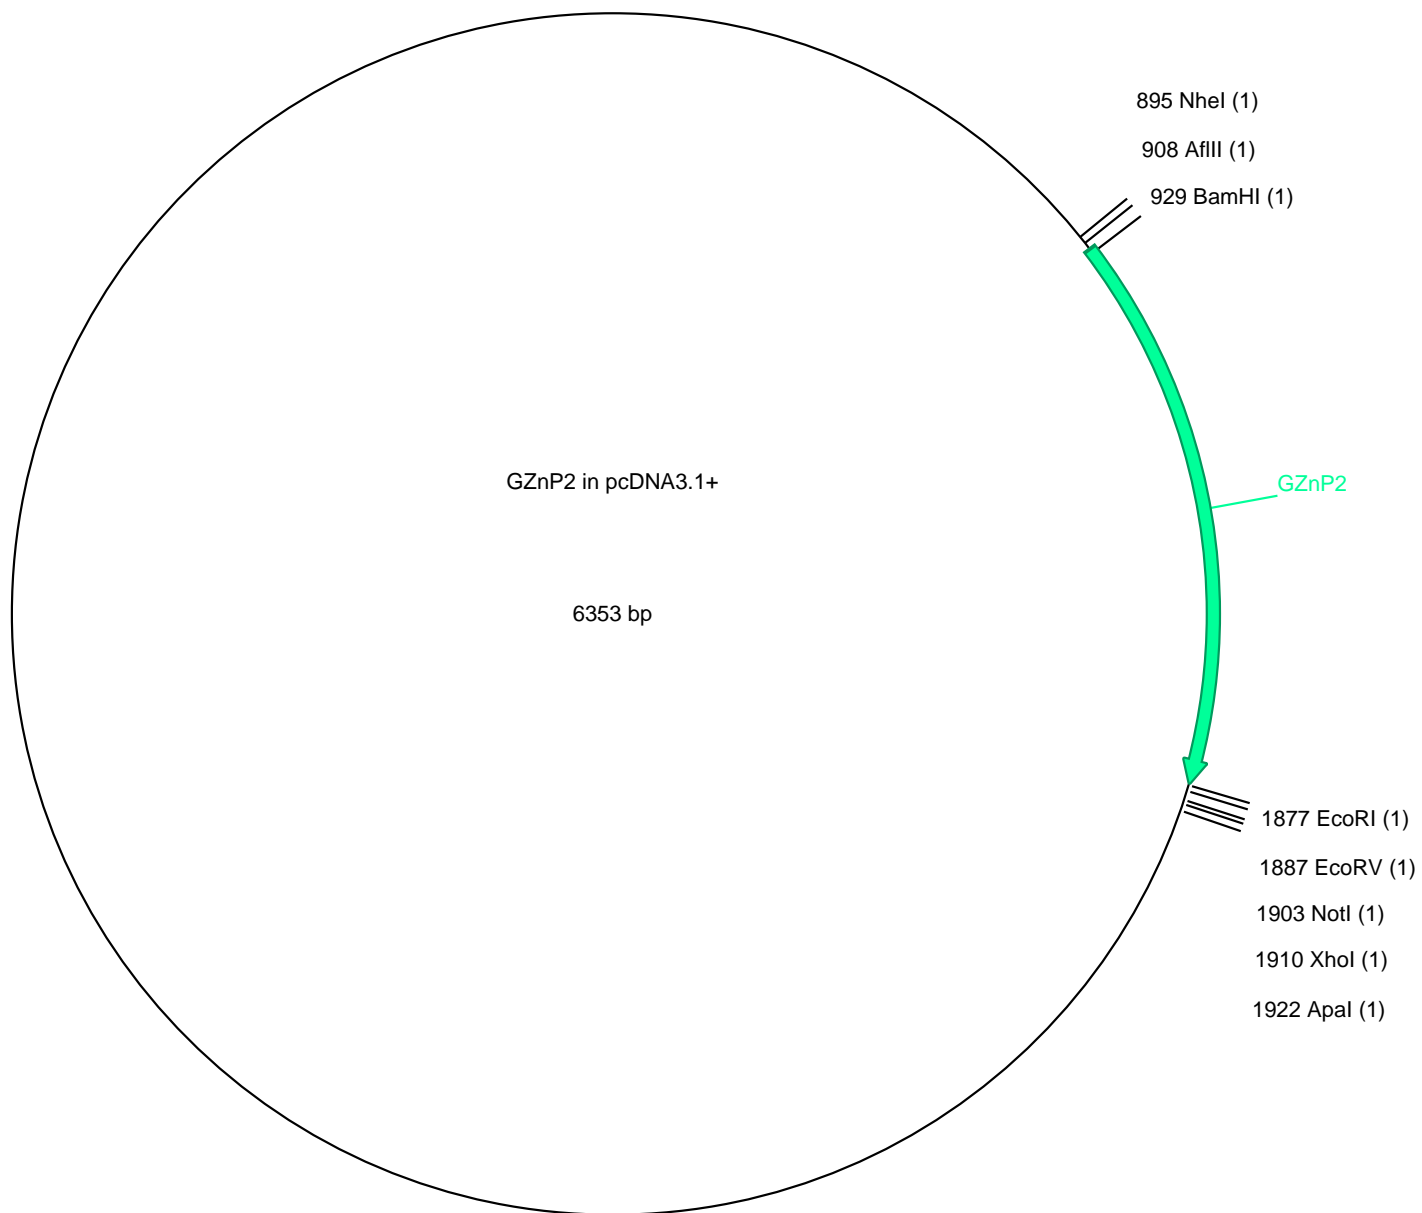 895 NheI (1)
908 AflII (1)
929 BamHI (1)
GZnP2 in pcDNA3.1+
GZnP2
6353 bp
1877 EcoRI (1)
1887 EcoRV (1)
1903 NotI (1)
1910 XhoI (1)
1922 ApaI (1)